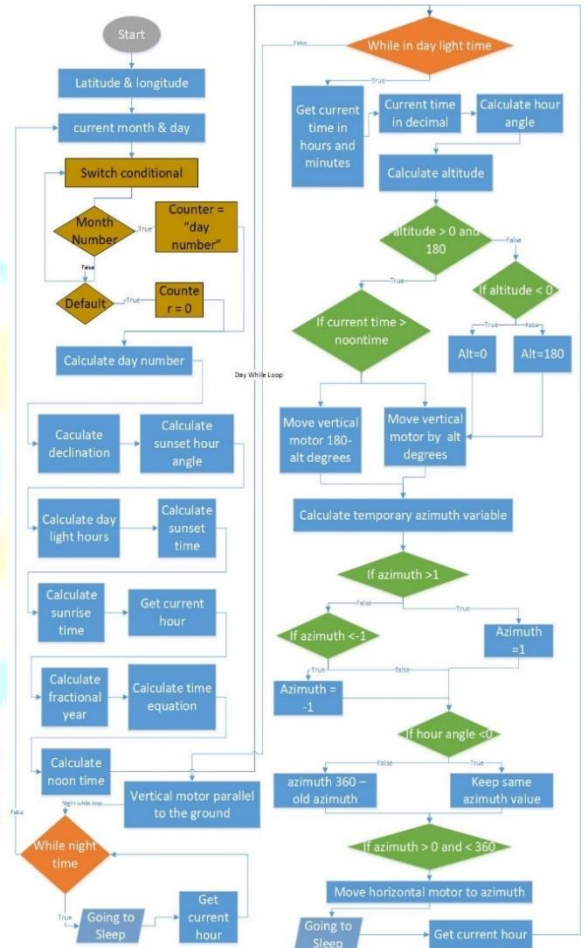 Start
Latitude & longitude
current month & day
Switch conditional
Month
Number
True
Counter =
"day
number"
False
Default
True
Counte
r = 0
Calculate day number
Caculate
declination
Calculate
sunset hour
angle
Calculate day
light hours
Calculate
sunset
time
Calculate
sunrise
time
Get current
hour
Calculate
fractional
year
Calculate time
equation
Calculate
noon time
Vertical motor parallel
to the ground
Night while loop
False
While night
time
True
Going to
Sleep
Get
current
hour
Day While Loop
False
While in day light time
True
Get current
time in
hours and
minutes
Current time
in decimal
Calculate hour
angle
Calculate altitude
altitude > 0 and
180
False
True
If altitude < 0
True
false
Alt=0
Alt=180
If current time >
noontime
Move vertical
motor 180-
alt degrees
Move vertical
motor by alt
degrees
Calculate temporary azimuth variable
If azimuth >1
False
True
If azimuth <-1
Azimuth
=1
True
false
Azimuth =
-1
If hour angle <0
False
True
azimuth 360 –
old azimuth
Keep same
azimuth value
If azimuth > 0 and < 360
Move horizontal motor to azimuth
Going to
Sleep
Get current hour